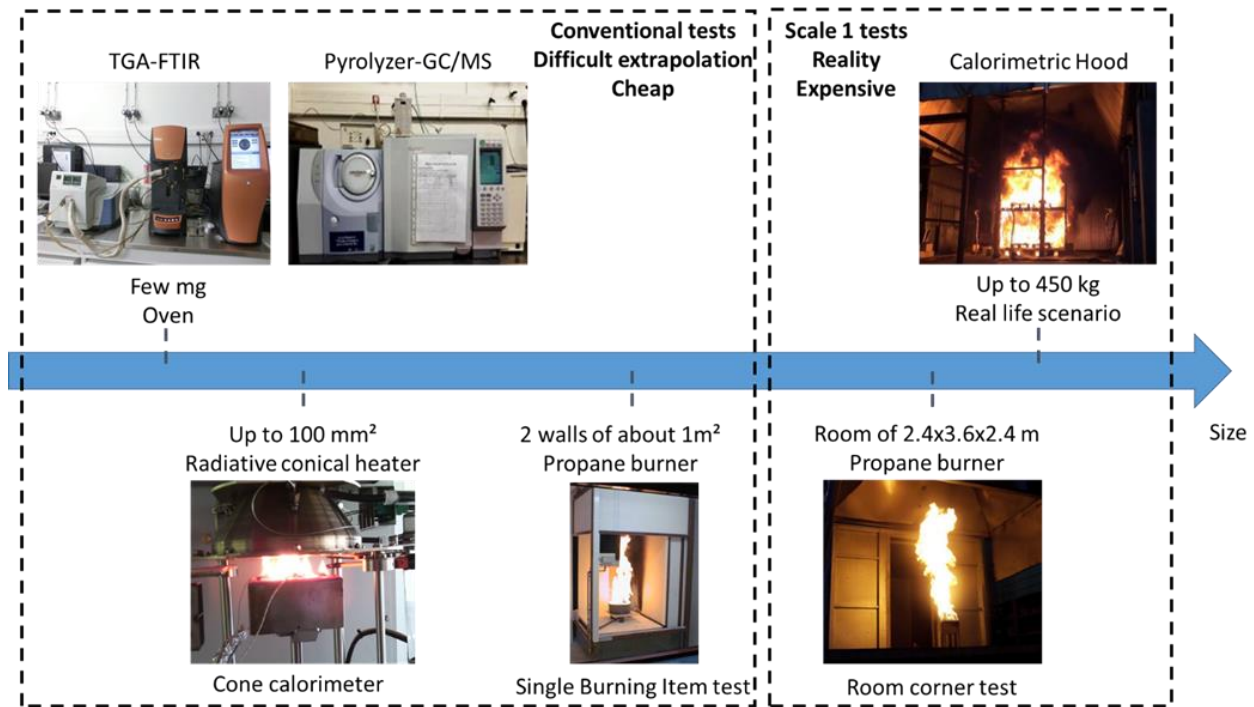 Conventional tests
Difficult extrapolation
Cheap
TGA-FTIR
Pyrolyzer-GC/MS
Few mg
Oven
Up to 100 mm²
Radiative conical heater
Cone calorimeter
2 walls of about 1m²
Propane burner
Single Burning Item test
Scale 1 tests
Reality
Expensive
Calorimetric Hood
Up to 450 kg
Real life scenario
Room of 2.4x3.6x2.4 m
Propane burner
Room corner test
Size